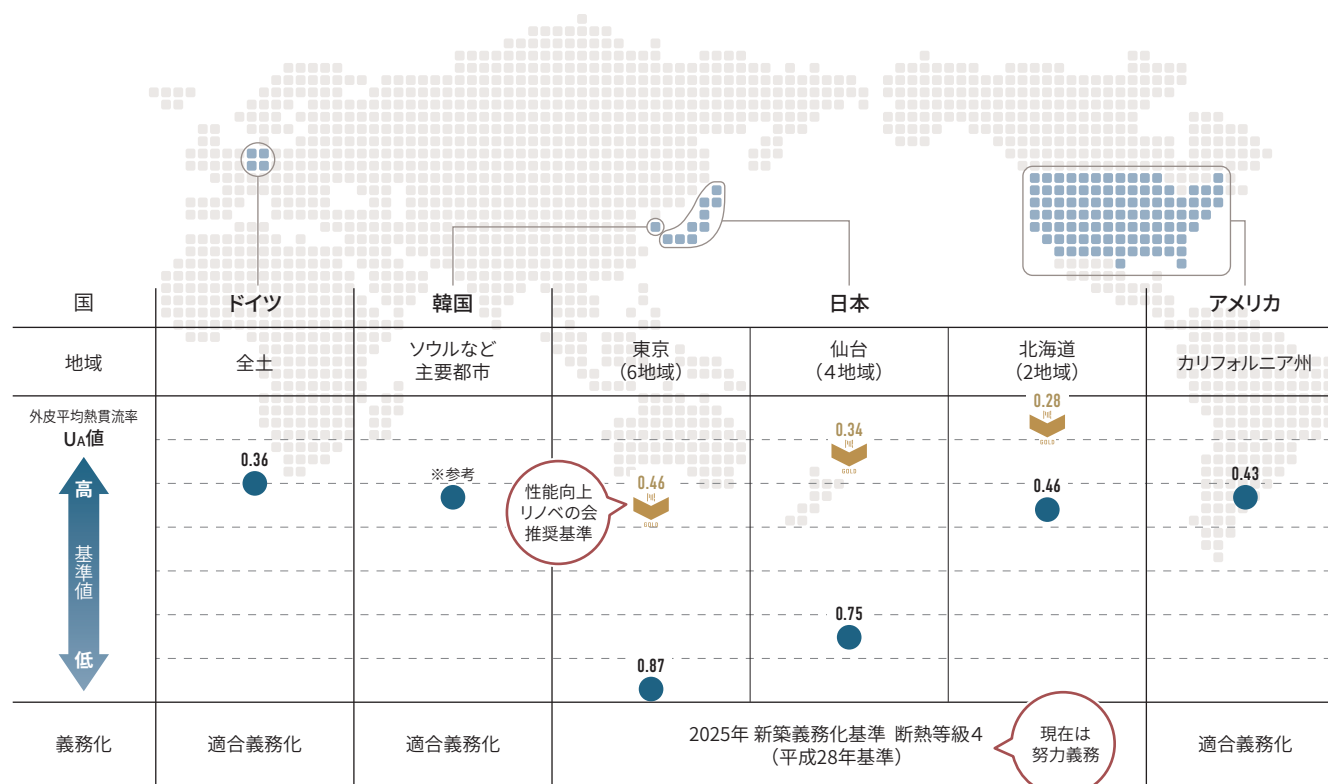 国
ドイツ
韓国
日本
アメリカ
地域
全土
ソウルなど
主要都市
東京
（6地域）
仙台
（４地域）
北海道
（2地域）
カリフォルニア州
外皮平均熱貫流率
UA値
高
基準値
低
0.36
※参考
性能向上
リノベの会
推奨基準
0.46
GOLD
0.87
0.34
GOLD
0.75
0.28
GOLD
0.46
0.43
義務化
適合義務化
適合義務化
2025年 新築義務化基準 断熱等級４
（平成28年基準）
現在は
努力義務
適合義務化